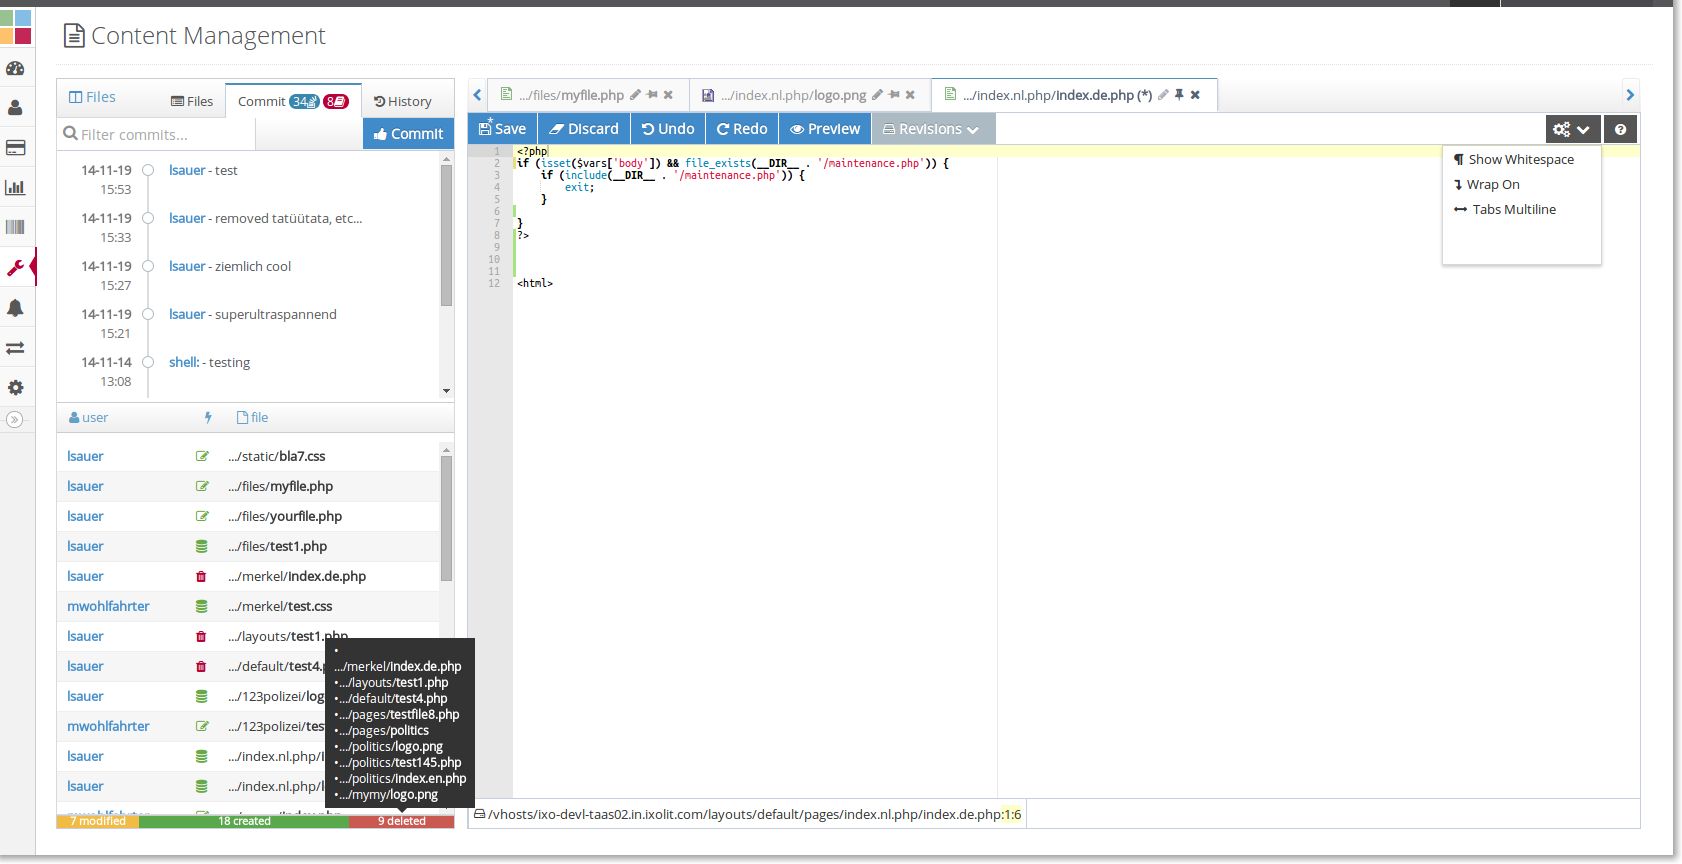 Content Management
Files
Files
Commit 34 8
History
Filter commits...
Commit
14-11-19 lsauer - test
15:53
14-11-19 lsauer - removed tatüütata, etc...
15:33
14-11-19 lsauer - ziemlich cool
15:27
14-11-19 lsauer - superultraspannend
15:21
14-11-14 shell: - testing
13:08
user file
lsauer .../static/bla7.css
lsauer .../files/myfile.php
lsauer .../files/yourfile.php
lsauer .../files/test1.php
lsauer .../merkel/index.de.php
mwohlfahrter .../merkel/test.css
lsauer .../layouts/test1.php
lsauer .../default/test4.
lsauer .../123polizei/log
mwohlfahrter .../123polizei/tes
lsauer .../index.nl.php/l
lsauer .../index.nl.php/l
•
.../merkel/index.de.php
•.../layouts/test1.php
•.../default/test4.php
•.../pages/testfile8.php
•.../pages/politics
•.../politics/logo.png
•.../politics/test145.php
•.../politics/index.en.php
•.../mymy/logo.png
7 modified 18 created 9 deleted
.../files/myfile.php
.../index.nl.php/logo.png
.../index.nl.php/index.de.php (*)
Save Discard Undo Redo Preview Revisions
Show Whitespace
Wrap On
Tabs Multiline
1 <?php
2 if (isset($vars['body']) && file_exists(__DIR__ . '/maintenance.php')) {
3 if (include(__DIR__ . '/maintenance.php')) {
4 exit;
5 }
6
7 }
8 ?>
9
10
11
12 <html>
/vhosts/ixo-devl-taas02.in.ixolit.com/layouts/default/pages/index.nl.php/index.de.php:1:6